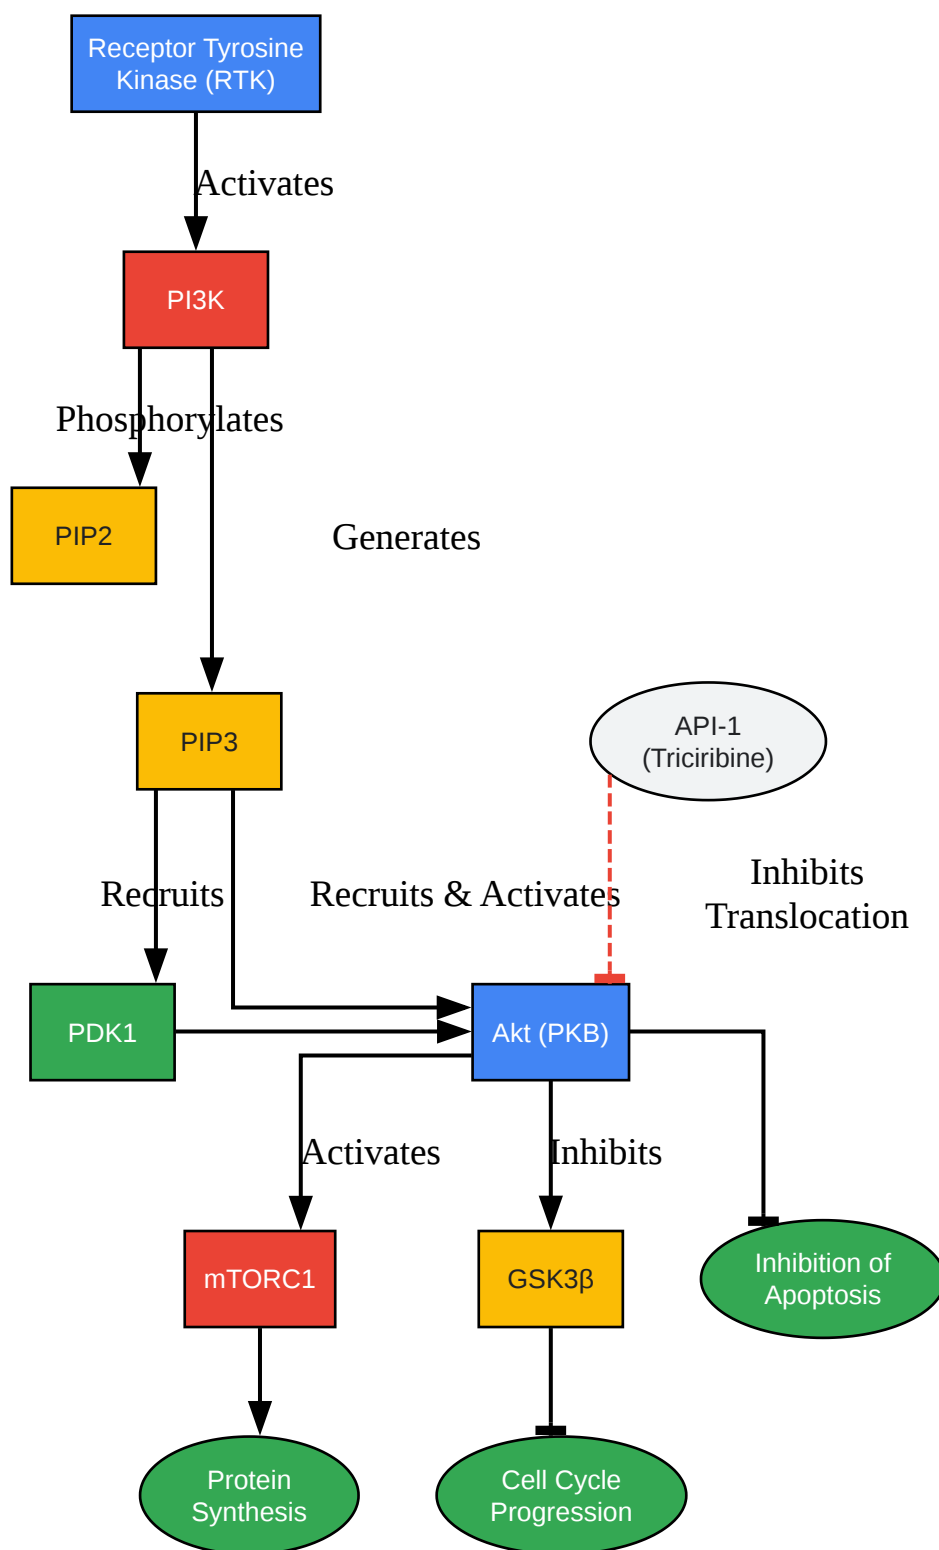 Receptor Tyrosine
Kinase (RTK)
Activates
PI3K
Phosphorylates
PIP2
Generates
PIP3
API-1
(Triciribine)
Recruits
Recruits & Activates
Inhibits
Translocation
PDK1
Akt (PKB)
Activates
Inhibits
mTORC1
GSK3β
Inhibition of
Apoptosis
Protein
Synthesis
Cell Cycle
Progression